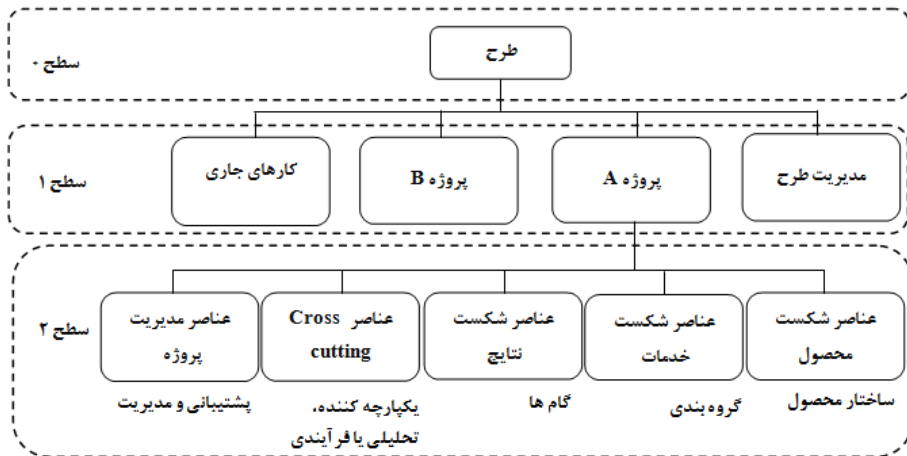 طرح
سطح ۰
مدیریت طرح
پروژه A
پروژه B
کارهای جاری
سطح ۱
عناصر شکست
محصول
عناصر شکست
خدمات
عناصر شکست
نتایج
عناصر Cross
cutting
عناصر مدیریت
پروژه
سطح ۲
ساختار محصول
گروه بندی
گام ها
یکپارچه کننده،
تحلیلی یا فرآیندی
پشتیبانی و مدیریت